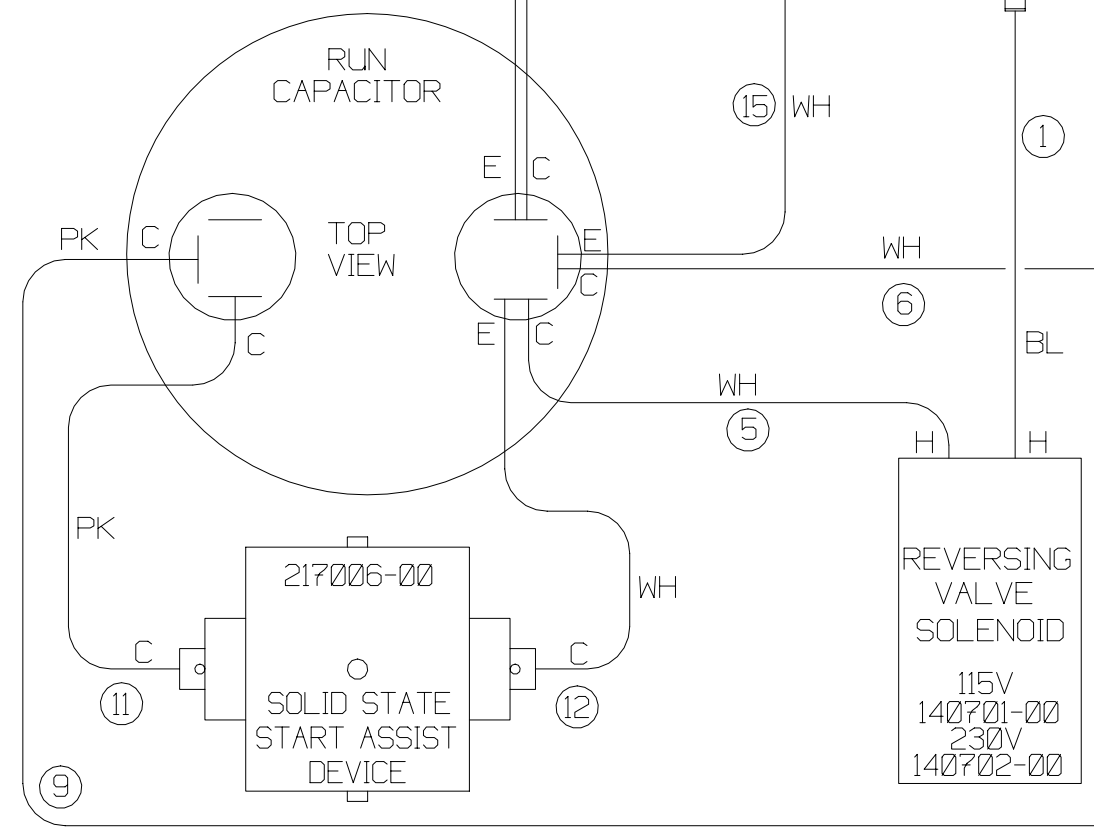 RUN
CAPACITOR
15
WH
1
E
C
PK
C
TOP
VIEW
E
C
WH
6
E
C
C
BL
WH
5
H
H
PK
217006-00
WH
REVERSING
VALVE
SOLENOID
C
C
11
12
SOLID STATE
START ASSIST
DEVICE
115V
140701-00
230V
140702-00
9